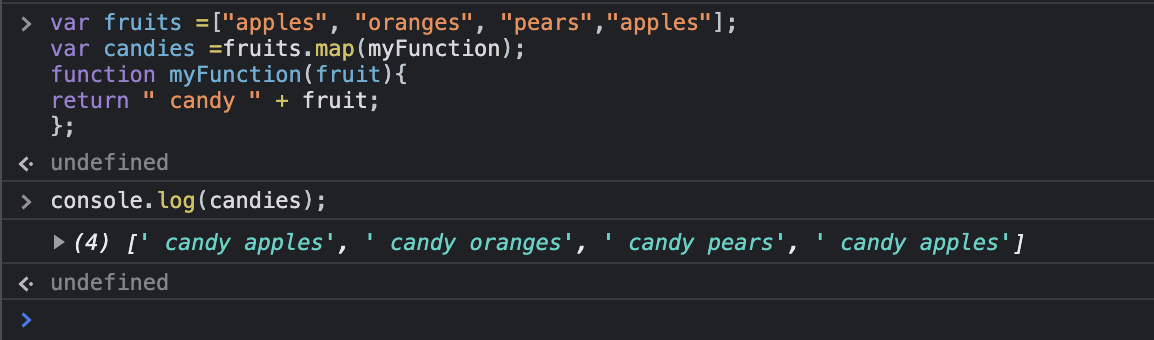 var fruits =["apples", "oranges", "pears","apples"];
var candies =fruits.map(myFunction);
function myFunction(fruit){
return " candy " + fruit;
};
undefined
console.log(candies);
(4) [' candy apples', ' candy oranges', ' candy pears', ' candy apples']
undefined